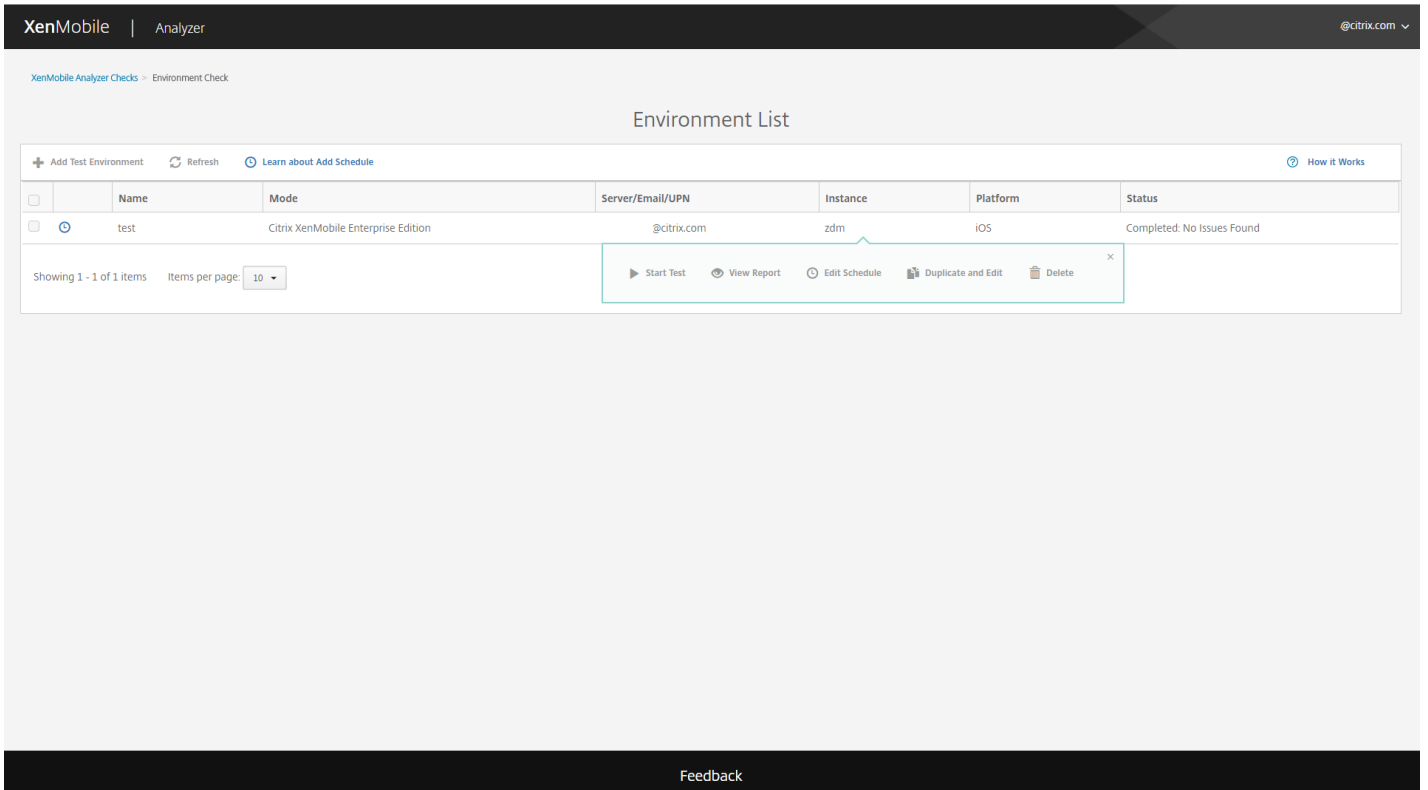 XenMobile | Analyzer @citrix.com
XenMobile Analyzer Checks > Environment Check
Environment List
Add Test Environment Refresh Learn about Add Schedule How it Works
Name Mode Server/Email/UPN Instance Platform Status
test Citrix XenMobile Enterprise Edition @citrix.com zdm iOS Completed: No Issues Found
Showing 1 - 1 of 1 items Items per page: 10
Start Test View Report Edit Schedule Duplicate and Edit Delete
Feedback